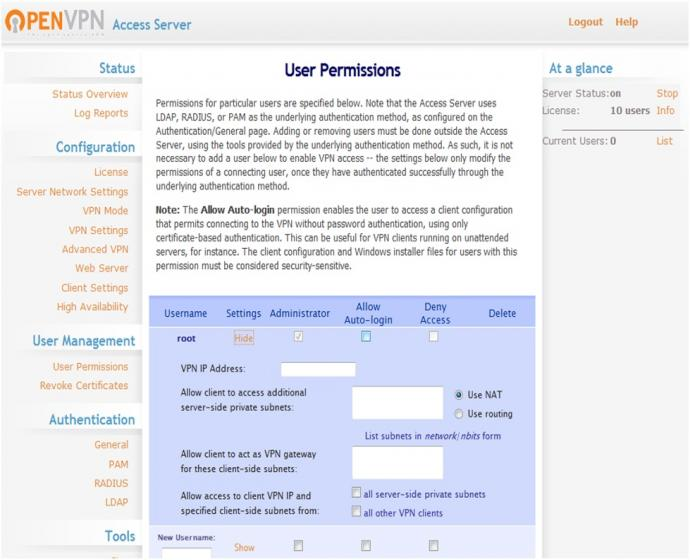 OPENVPN Access Server
Logout Help
Status
Status Overview
Log Reports
Configuration
License
Server Network Settings
VPN Mode
VPN Settings
Advanced VPN
Web Server
Client Settings
High Availability
User Management
User Permissions
Revoke Certificates
Authentication
General
PAM
RADIUS
LDAP
Tools
User Permissions
Permissions for particular users are specified below. Note that the Access Server uses
LDAP, RADIUS, or PAM as the underlying authentication method, as configured on the
Authentication/General page. Adding or removing users must be done outside the Access
Server, using the tools provided by the underlying authentication method. As such, it is not
necessary to add a user below to enable VPN access -- the settings below only modify the
permissions of a connecting user, once they have authenticated successfully through the
underlying authentication method.
Note: The Allow Auto-login permission enables the user to access a client configuration
that permits connecting to the VPN without password authentication, using only
certificate-based authentication. This can be useful for VPN clients running on unattended
servers, for instance. The client configuration and Windows installer files for users with this
permission must be considered security-sensitive.
Username Settings Administrator Allow Auto-login Deny Access Delete
root Hide
VPN IP Address:
Allow client to access additional
server-side private subnets:
Use NAT
Use routing
List subnets in network/nbits form
Allow client to act as VPN gateway
for these client-side subnets:
Allow access to client VPN IP and
specified client-side subnets from:
all server-side private subnets
all other VPN clients
New Username:
Show
At a glance
Server Status: on Stop
License: 10 users Info
Current Users: 0 List